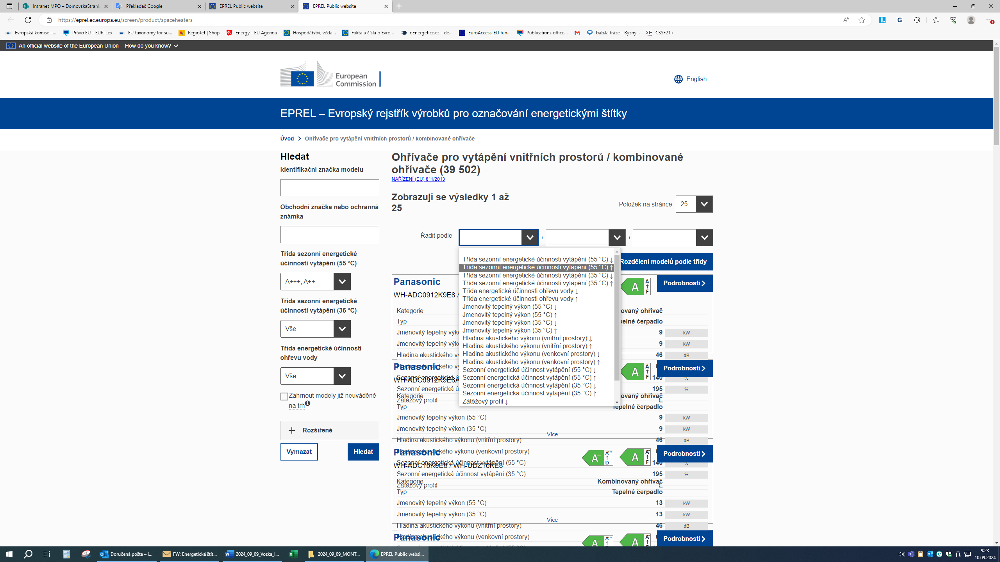 Intranet MPO – DomovskaStrank
Překladač Google
EPREL Public website
EPREL Public website
https://eprel.ec.europa.eu/screen/product/spaceheaters
Evropská komise –...
Právo EU - EUR-Lex
EU taxonomy for su...
RegioJet | Shop
Energy - EU Agenda
Hospodářství, věda...
Fakta a čísla o Evro...
oEnergetice.cz - de...
EuroAccess_EU fun...
Publications office...
bab.la fráze - Byzny...
CSSF21+
An official website of the European Union How do you know?
European
Commission
English
EPREL – Evropský rejstřík výrobků pro označování energetickými štítky
Úvod > Ohřívače pro vytápění vnitřních prostorů / kombinované ohřívače
Hledat
Identifikační značka modelu
Obchodní značka nebo ochranná
známka
Třída sezonní energetické
účinnosti vytápění (55 °C)
A+++, A++
Třída sezonní energetické
účinnosti vytápění (35 °C)
Vše
Třída energetické účinnosti
ohřevu vody
Vše
Zahrnout modely již neuváděné
na trh
+ Rozšířené
Vymazat
Hledat
Ohřívače pro vytápění vnitřních prostorů / kombinované
ohřívače (39 502)
NAŘÍZENÍ (EU) 811/2013
Zobrazují se výsledky 1 až
25
Položek na stránce 25
Řadit podle + +
Třída sezonní energetické účinnosti vytápění (55 °C) ↓
Třída sezonní energetické účinnosti vytápění (55 °C) ↑
Třída sezonní energetické účinnosti vytápění (35 °C) ↓
Třída sezonní energetické účinnosti vytápění (35 °C) ↑
Třída energetické účinnosti ohřevu vody ↓
Třída energetické účinnosti ohřevu vody ↑
Jmenovitý tepelný výkon (55 °C) ↓
Jmenovitý tepelný výkon (55 °C) ↑
Jmenovitý tepelný výkon (35 °C) ↓
Jmenovitý tepelný výkon (35 °C) ↑
Hladina akustického výkonu (vnitřní prostory) ↓
Hladina akustického výkonu (vnitřní prostory) ↑
Hladina akustického výkonu (venkovní prostory) ↓
Hladina akustického výkonu (venkovní prostory) ↑
Sezonní energetická účinnost vytápění (55 °C) ↓
Sezonní energetická účinnost vytápění (55 °C) ↑
Sezonní energetická účinnost vytápění (35 °C) ↓
Sezonní energetická účinnost vytápění (35 °C) ↑
Zátěžový profil ↓
Rozdělení modelů podle třídy
Panasonic
A A+ ↑ F
Podrobnosti
WH-ADC0912K9E8 /
Kategorie ovaný ohřívač
Typ pelné čerpadlo
Jmenovitý tepelný výko 9 kW
Jmenovitý tepelný výko 9 kW
Hladina akustického vý 46 dB
Hladina akustického vý
Panasonic
A A+ ↑ F
Podrobnosti
Sezonní energetická ú 140 %
WH-ADC0912K9E8A
Sezonní energetická ú 195 %
Kategorie ovaný ohřívač
Zátěžový profil L
Typ Tepelné čerpadlo
Jmenovitý tepelný výkon (55 °C) 9 kW
Jmenovitý tepelný výkon (35 °C) 9 kW
Více
Hladina akustického výkonu (vnitřní prostory) 46 dB
Hladina akustického výkonu (venkovní prostory)
Panasonic
A++ A+++ ↑ D
A A+ ↑ F
Podrobnosti
Sezonní energetická účinnost vytápění (55 °C) 140 %
WH-ADC16K9E8 / WH-UDZ16KE8
Sezonní energetická účinnost vytápění (35 °C) 195 %
Kategorie Kombinovaný ohřívač
Zátěžový profil L
Typ Tepelné čerpadlo
Jmenovitý tepelný výkon (55 °C) 13 kW
Jmenovitý tepelný výkon (35 °C) 13 kW
Více
Hladina akustického výkonu (vnitřní prostory) 46 dB
Hladina akustického výkonu (venkovní prostory)
Panasonic
A++ A+++ ↑
A A+ ↑
Podrobnosti
Doručená pošta – i...
FW: Energetické štít...
2024_09_09_Vozka_I...
2024_09_09_MONT...
EPREL Public websi...
9:23
10.09.2024